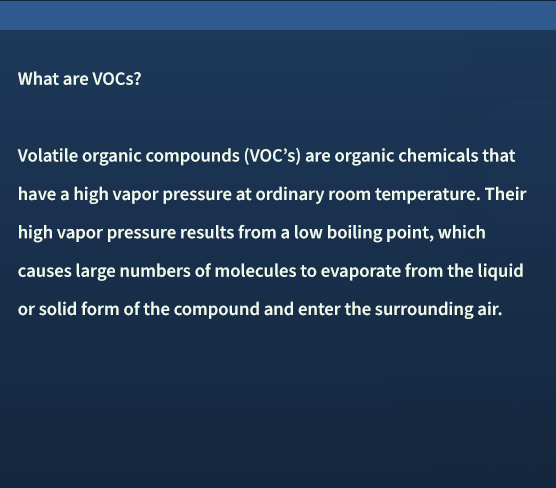 What are VOCs?
Volatile organic compounds (VOC’s) are organic chemicals that
have a high vapor pressure at ordinary room temperature. Their
high vapor pressure results from a low boiling point, which
causes large numbers of molecules to evaporate from the liquid
or solid form of the compound and enter the surrounding air.